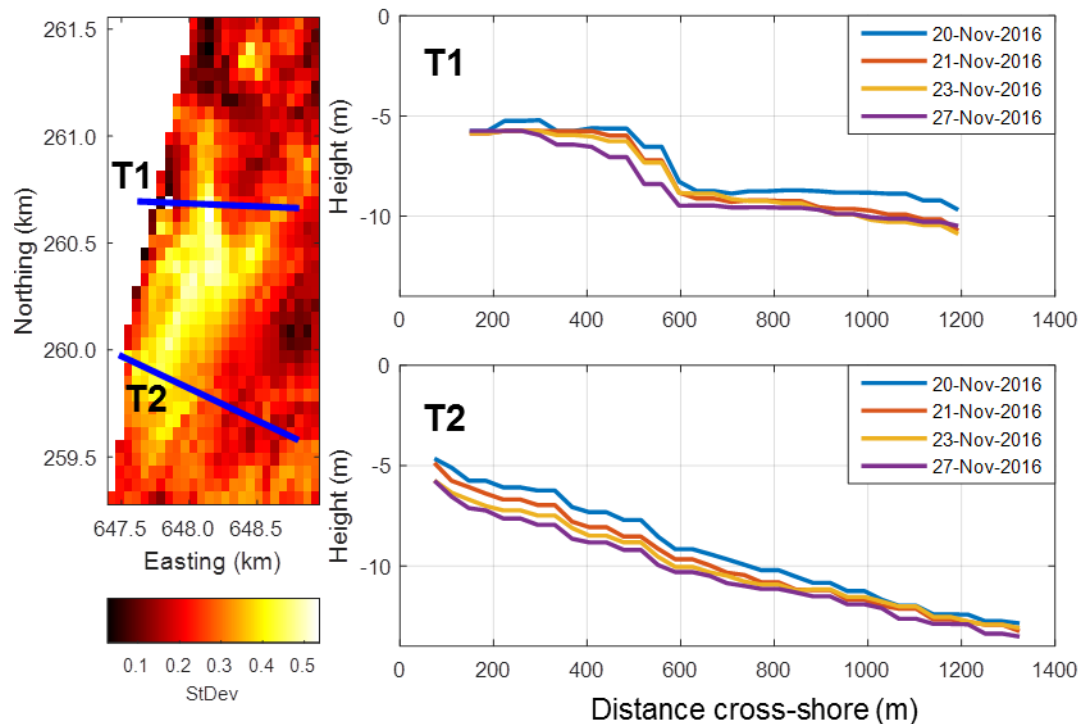 261.5
261.0
260.5
260.0
259.5
Northing (km)
T1
T2
647.5 648.0 648.5
Easting (km)
0.1 0.2 0.3 0.4 0.5
StDev
T1
0
-5
-10
Height (m)
20-Nov-2016
21-Nov-2016
23-Nov-2016
27-Nov-2016
0 200 400 600 800 1000 1200 1400
T2
0
-5
-10
Height (m)
20-Nov-2016
21-Nov-2016
23-Nov-2016
27-Nov-2016
0 200 400 600 800 1000 1200 1400
Distance cross-shore (m)